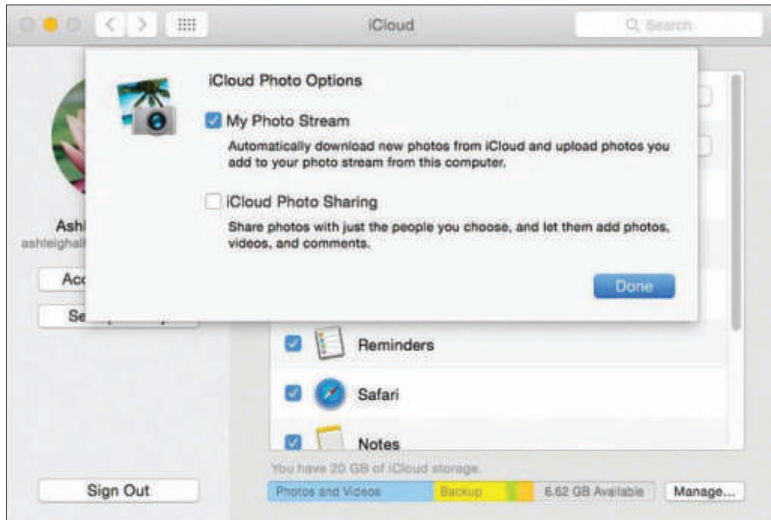 iCloud
Search
iCloud Photo Options
My Photo Stream
Automatically download new photos from iCloud and upload photos you
add to your photo stream from this computer.
iCloud Photo Sharing
Share photos with just the people you choose, and let them add photos,
videos, and comments.
Done
Reminders
Safari
Notes
You have 20 GB of iCloud storage.
Photos and Videos
Backup
6.62 GB Available
Manage...
Sign Out